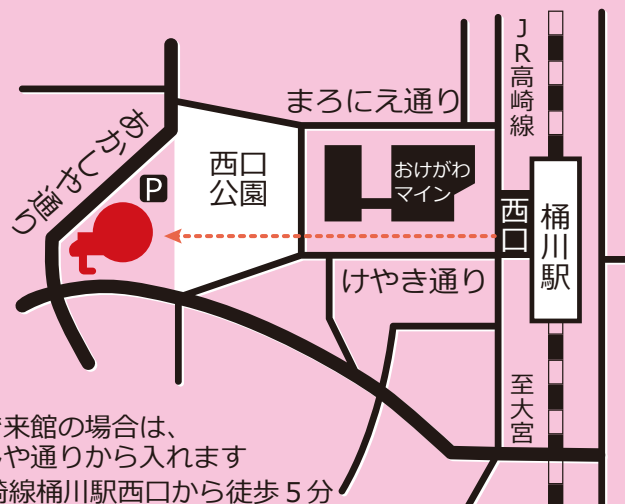 JR高崎線
まろにえ通り
あかしや通り
P
西口
公園
おけがわ
マイン
西口
桶川駅
けやき通り
至大宮
来館の場合は、
や通りから入れます
線桶川駅西口から徒歩5分